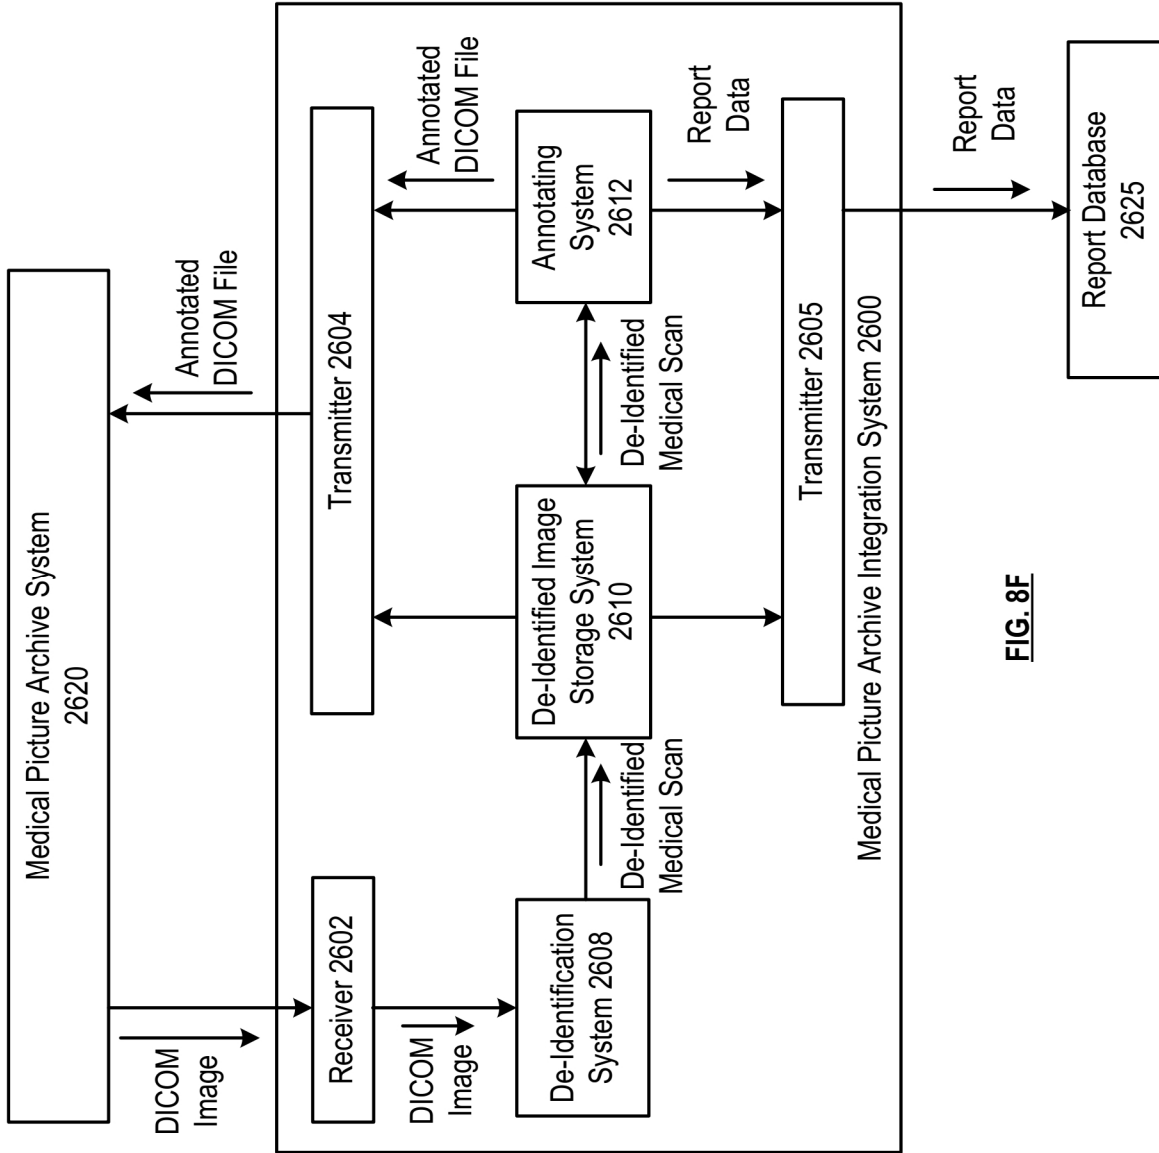 Medical Picture Archive System
2620
DICOM
Image
Annotated
DICOM File
Receiver 2602
Transmitter 2604
DICOM
Image
Annotated
DICOM File
De-Identification
System 2608
De-Identified
Medical Scan
De-Identified Image
Storage System
2610
De-Identified
Medical Scan
Annotating
System
2612
Report
Data
Transmitter 2605
Medical Picture Archive Integration System 2600
Report
Data
Report Database
2625
FIG. 8F